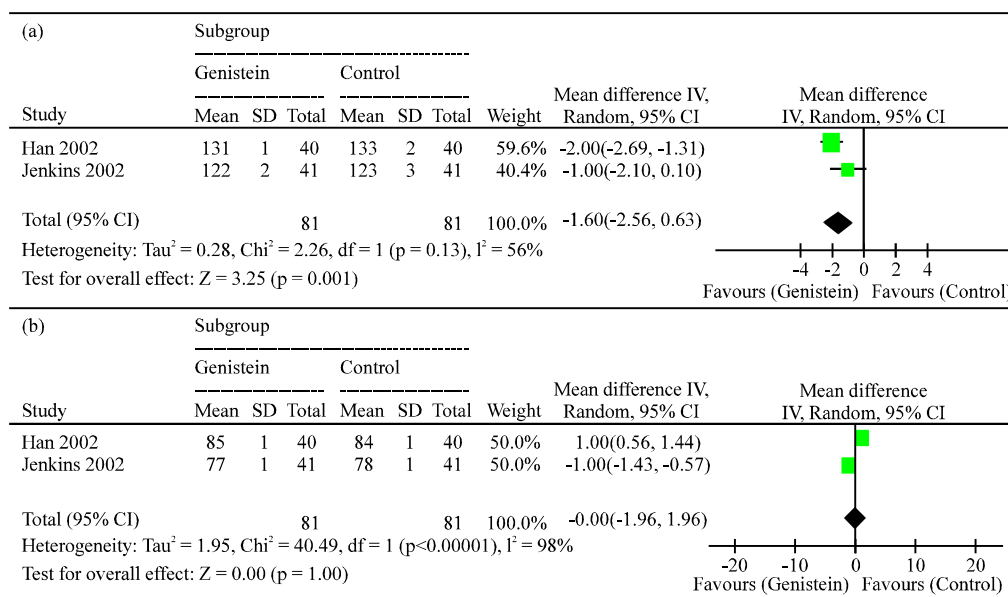 (a)
Subgroup
Genistein Control
Mean difference IV, Mean difference
Study Mean SD Total Mean SD Total Weight Random, 95% CI IV, Random, 95% CI
Han 2002 131 1 40 133 2 40 59.6% -2.00(-2.69, -1.31)
Jenkins 2002 122 2 41 123 3 41 40.4% -1.00(-2.10, 0.10)
Total (95% CI) 81 81 100.0% -1.60(-2.56, 0.63)
Heterogeneity: Tau² = 0.28, Chi² = 2.26, df = 1 (p = 0.13), l² = 56%
Test for overall effect: Z = 3.25 (p = 0.001)
-4 -2 0 2 4
Favours (Genistein) Favours (Control)
(b)
Subgroup
Genistein Control
Mean difference IV, Mean difference
Study Mean SD Total Mean SD Total Weight Random, 95% CI IV, Random, 95% CI
Han 2002 85 1 40 84 1 40 50.0% 1.00(0.56, 1.44)
Jenkins 2002 77 1 41 78 1 41 50.0% -1.00(-1.43, -0.57)
Total (95% CI) 81 81 100.0% -0.00(-1.96, 1.96)
Heterogeneity: Tau² = 1.95, Chi² = 40.49, df = 1 (p<0.00001), l² = 98%
Test for overall effect: Z = 0.00 (p = 1.00)
-20 -10 0 10 20
Favours (Genistein) Favours (Control)